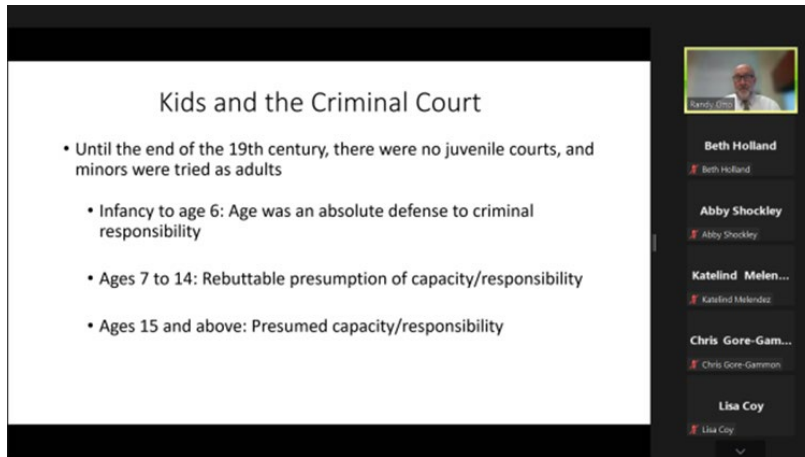 Kids and the Criminal Court
• Until the end of the 19th century, there were no juvenile courts, and
minors were tried as adults
• Infancy to age 6: Age was an absolute defense to criminal
responsibility
• Ages 7 to 14: Rebuttable presumption of capacity/responsibility
• Ages 15 and above: Presumed capacity/responsibility
Randy Otto
Beth Holland
Beth Holland
Abby Shockley
Abby Shockley
Katelind Melen...
Katelind Melendez
Chris Gore-Gam...
Chris Gore-Gammon
Lisa Coy
Lisa Coy